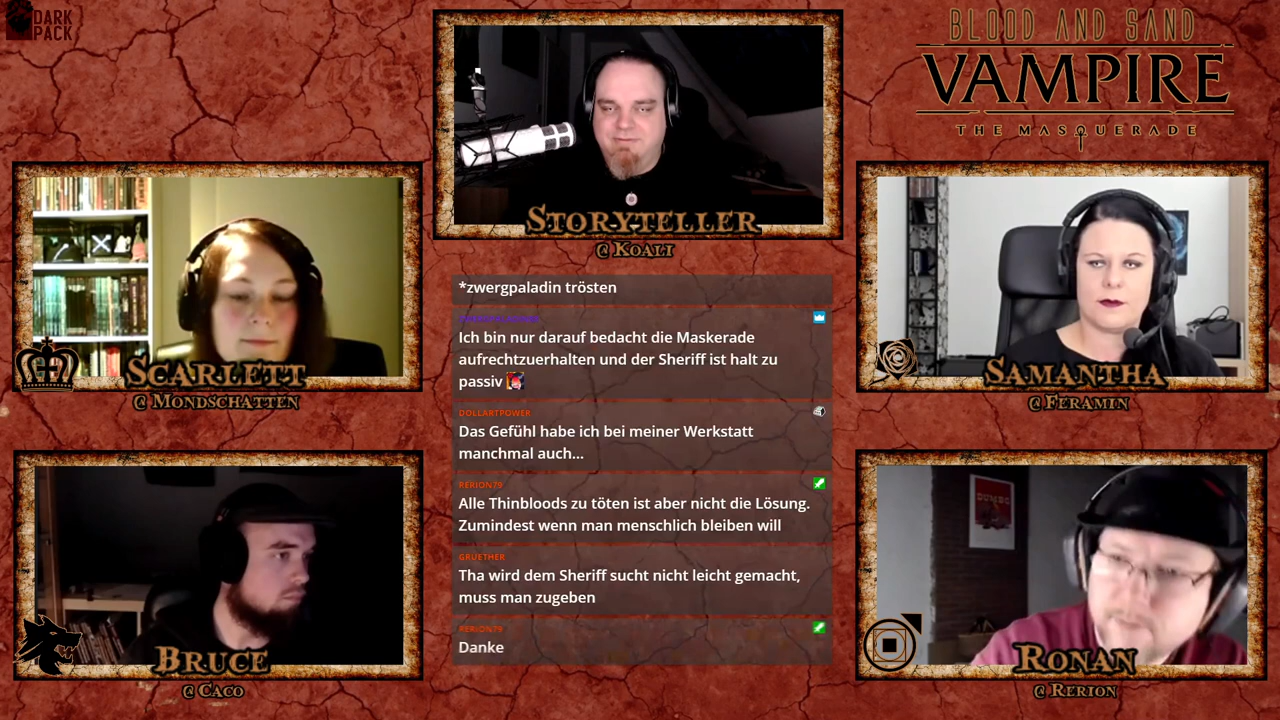 DARK
PACK
BLOOD AND SAND
VAMPIRE
THE MASQUERADE
STORYTELLER
@ KOALI
SCARLETT
@ MONDSCHATTEN
SAMANTHA
@ FERAMIN
*zwergpaladin trösten
Ich bin nur darauf bedacht die Maskerade
aufrechtzuerhalten und der Sheriff ist halt zu
passiv
DOLLARTPOWER
Das Gefühl habe ich bei meiner Werkstatt
manchmal auch...
RERION79
Alle Thinbloods zu töten ist aber nicht die Lösung.
Zumindest wenn man menschlich bleiben will
GRUETHER
Tha wird dem Sheriff sucht nicht leicht gemacht,
muss man zugeben
RERION79
Danke
BRUCE
@ CACO
RONAN
@ RERION